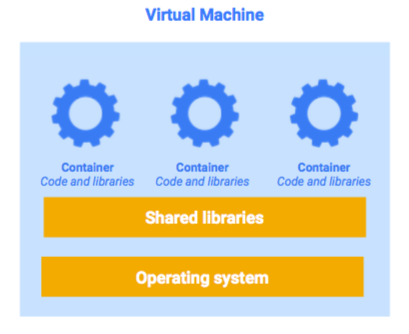 Virtual Machine
Container Container Container
Code and libraries Code and libraries Code and libraries
Shared libraries
Operating system